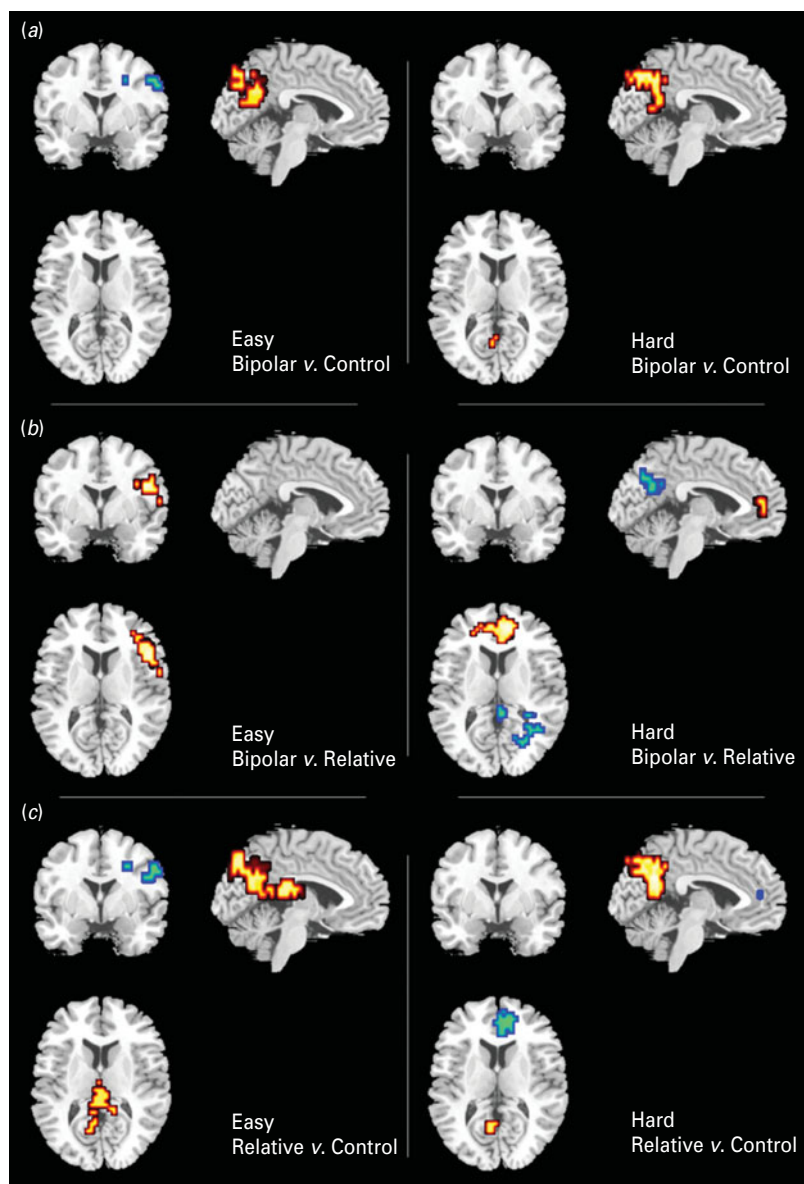 (a)
Easy
Bipolar v. Control
Hard
Bipolar v. Control
(b)
Easy
Bipolar v. Relative
Hard
Bipolar v. Relative
(c)
Easy
Relative v. Control
Hard
Relative v. Control